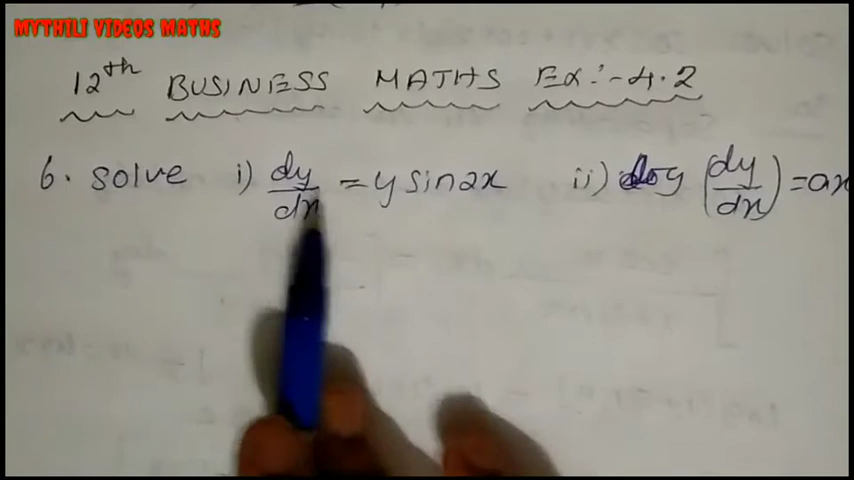 MYTHILI VIDEOS MATHS
12th BUSINESS MATHS Ex:-4.2
6. solve i) dy/dx = y sin2x ii) log (dy/dx) = ax